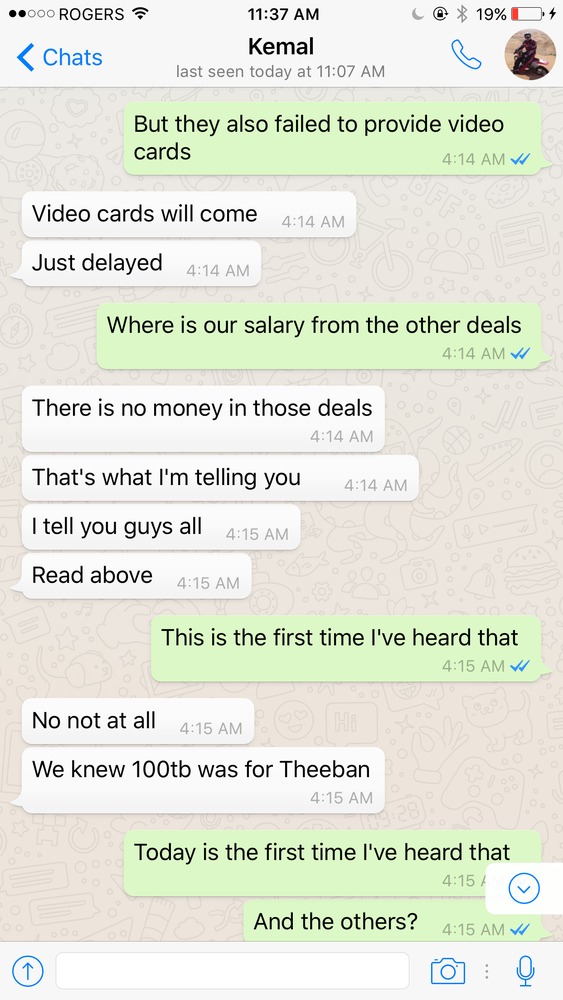 ROGERS 11:37 AM 19%
Chats
Kemal
last seen today at 11:07 AM
But they also failed to provide video
cards
4:14 AM
Video cards will come 4:14 AM
Just delayed 4:14 AM
Where is our salary from the other deals
4:14 AM
There is no money in those deals
4:14 AM
That's what I'm telling you 4:14 AM
I tell you guys all 4:15 AM
Read above 4:15 AM
This is the first time I've heard that
4:15 AM
No not at all 4:15 AM
We knew 100tb was for Theeban
4:15 AM
Today is the first time I've heard that
4:15
And the others? 4:15 AM